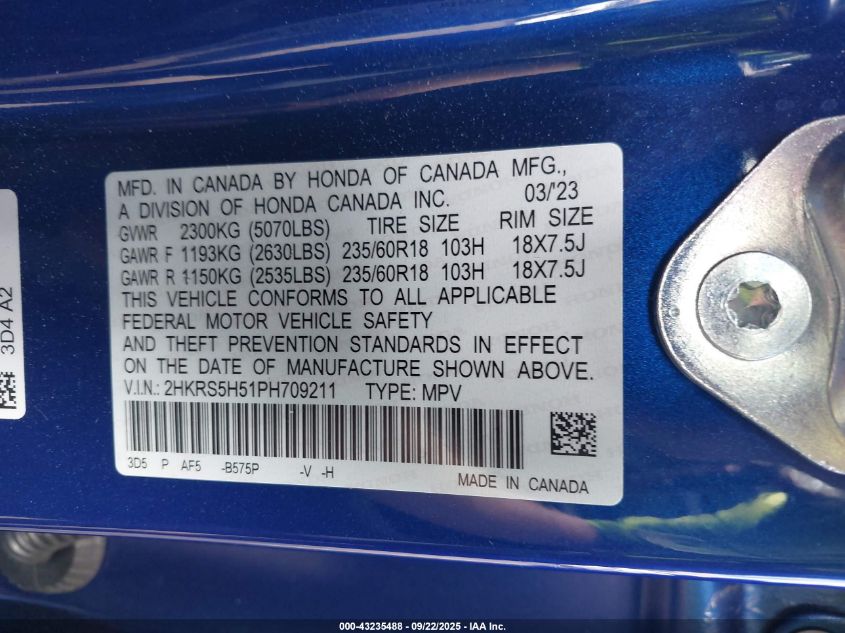 MFD. IN CANADA BY HONDA OF CANADA MFG.,
A DIVISION OF HONDA CANADA INC. 03/'23
GVWR 2300KG (5070LBS) TIRE SIZE RIM SIZE
GAWR F 1193KG (2630LBS) 235/60R18 103H 18X7.5J
GAWR R 1150KG (2535LBS) 235/60R18 103H 18X7.5J
THIS VEHICLE CONFORMS TO ALL APPLICABLE
FEDERAL MOTOR VEHICLE SAFETY
AND THEFT PREVENTION STANDARDS IN EFFECT
ON THE DATE OF MANUFACTURE SHOWN ABOVE.
V.I.N.: 2HKRS5H51PH709211 TYPE: MPV
3D5 P AF5 -B575P -V -H
MADE IN CANADA
3D4 A2
000-43235488 - 09/22/2025 - IAA Inc.